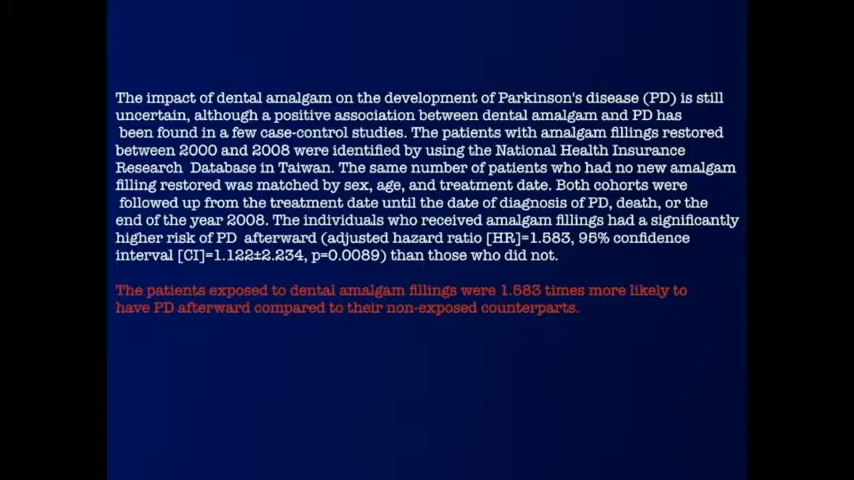 The impact of dental amalgam on the development of Parkinson's disease (PD) is still
uncertain, although a positive association between dental amalgam and PD has
been found in a few case-control studies. The patients with amalgam fillings restored
between 2000 and 2008 were identified by using the National Health Insurance
Research Database in Taiwan. The same number of patients who had no new amalgam
filling restored was matched by sex, age, and treatment date. Both cohorts were
followed up from the treatment date until the date of diagnosis of PD, death, or the
end of the year 2008. The individuals who received amalgam fillings had a significantly
higher risk of PD afterward (adjusted hazard ratio [HR]=1.583, 95% confidence
interval [CI]=1.122±2.234, p=0.0089) than those who did not.
The patients exposed to dental amalgam fillings were 1.583 times more likely to
have PD afterward compared to their non-exposed counterparts.